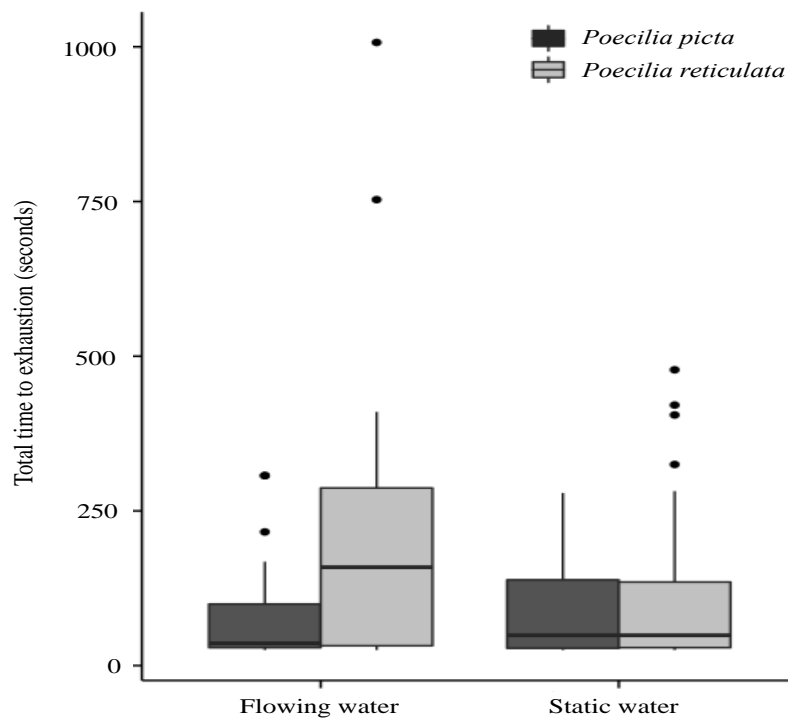 Poecilia picta
Poecilia reticulata
Total time to exhaustion (seconds)
1000
750
500
250
0
Flowing water
Static water